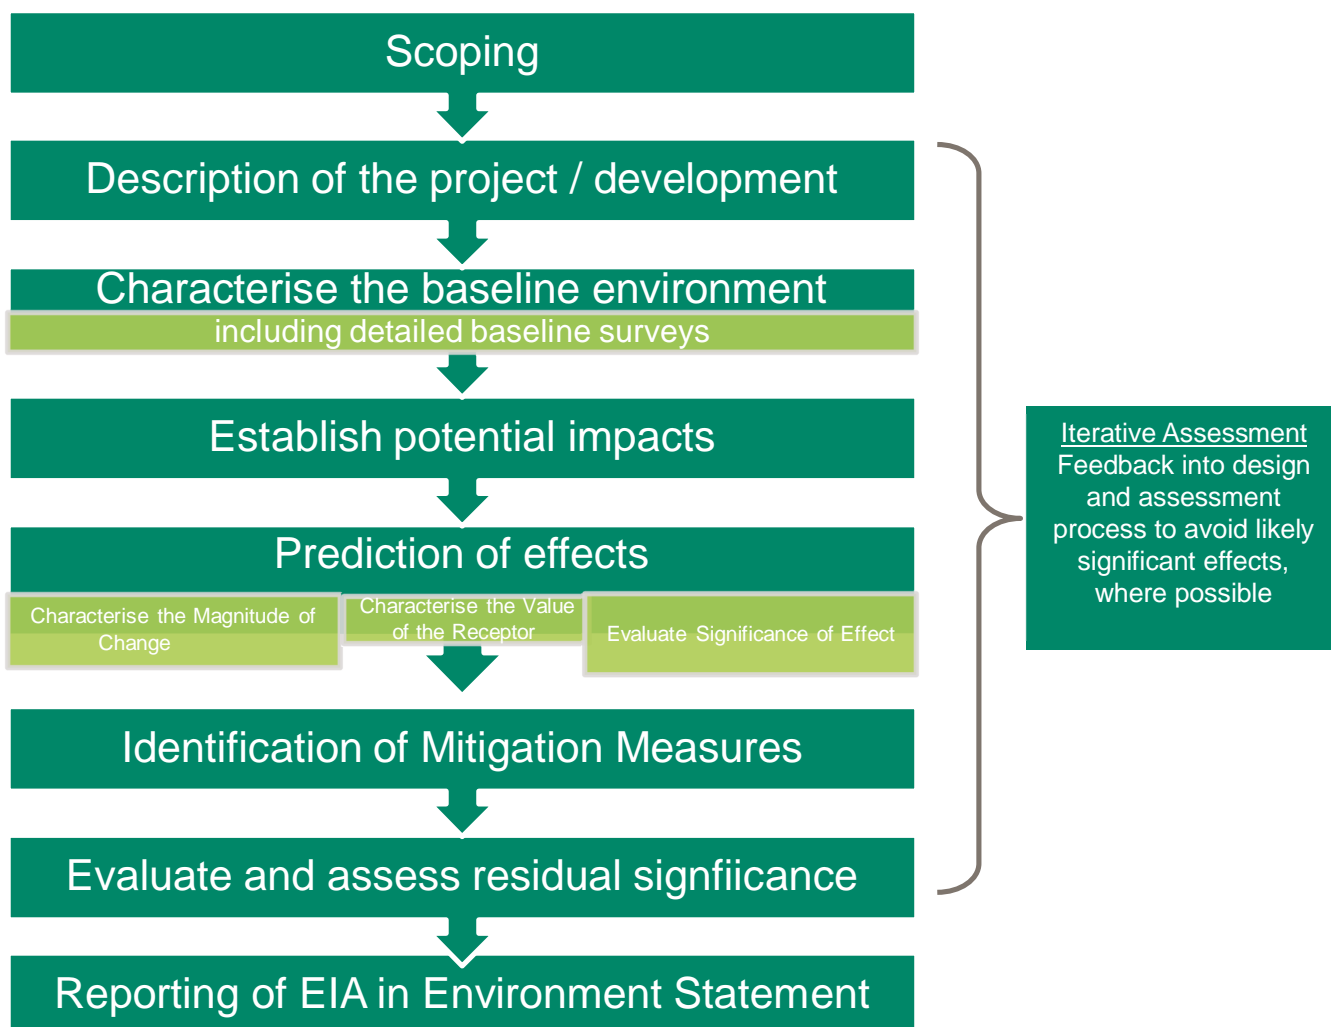 Scoping
Description of the project / development
Characterise the baseline environment
including detailed baseline surveys
Establish potential impacts
Prediction of effects
Characterise the Magnitude of
Change
Characterise the Value
of the Receptor
Evaluate Significance of Effect
Identification of Mitigation Measures
Evaluate and assess residual signfiicance
Reporting of EIA in Environment Statement
Iterative Assessment
Feedback into design
and assessment
process to avoid likely
significant effects,
where possible